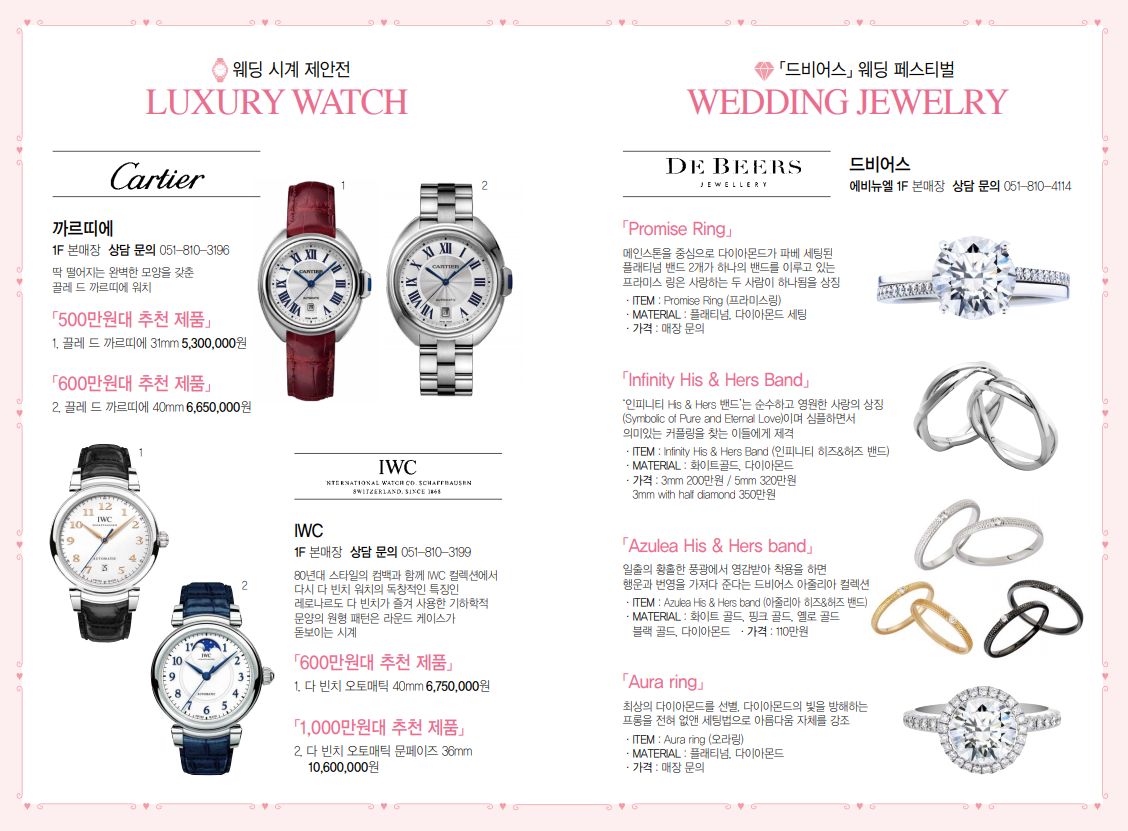 웨딩 시계 제안전
LUXURY WATCH
Cartier
까르띠에
1F 본매장 상담 문의 051-810-3196
딱 떨어지는 완벽한 모양을 갖춘
끌레 드 까르띠에 워치
「500만원대 추천 제품」
1. 끌레 드 까르띠에 31mm 5,300,000원
「600만원대 추천 제품」
2. 끌레 드 까르띠에 40mm 6,650,000원
1
2
CARTIER
AUTOMATIC
CARTIER
AUTOMATIC
1
2
IWC
SCHAFFHAUSEN
AUTOMATIC
IWC
AUTOMATIC
IWC
INTERNATIONAL WATCH CO. SCHAFFHAUSEN
SWITZERLAND, SINCE 1868
IWC
1F 본매장 상담 문의 051-810-3199
80년대 스타일의 컴백과 함께 IWC 컬렉션에서
다시 다 빈치 워치의 독창적인 특징인
레오나르도 다 빈치가 즐겨 사용한 기하학적
문양의 원형 패턴은 라운드 케이스가
돋보이는 시계
「600만원대 추천 제품」
1. 다 빈치 오토매틱 40mm 6,750,000원
「1,000만원대 추천 제품」
2. 다 빈치 오토매틱 문페이즈 36mm
10,600,000원
「드비어스」 웨딩 페스티벌
WEDDING JEWELRY
DE BEERS
JEWELLERY
드비어스
에비뉴엘 1F 본매장 상담 문의 051-810-4114
「Promise Ring」
메인스톤을 중심으로 다이아몬드가 파베 세팅된
플래티넘 밴드 2개가 하나의 밴드를 이루고 있는
프라미스 링은 사랑하는 두 사람이 하나됨을 상징
· ITEM : Promise Ring (프라미스링)
· MATERIAL : 플래티넘, 다이아몬드 세팅
· 가격 : 매장 문의
「Infinity His & Hers Band」
'인피니티 His & Hers 밴드'는 순수하고 영원한 사랑의 상징
(Symbolic of Pure and Eternal Love)이며 심플하면서
의미있는 커플링을 찾는 이들에게 제격
· ITEM : Infinity His & Hers Band (인피니티 히즈&허즈 밴드)
· MATERIAL : 화이트골드, 다이아몬드
· 가격 : 3mm 200만원 / 5mm 320만원
3mm with half diamond 350만원
「Azulea His & Hers band」
일출의 황홀한 풍광에서 영감받아 착용을 하면
행운과 번영을 가져다 준다는 드비어스 아줄리아 컬렉션
· ITEM : Azulea His & Hers band (아줄리아 히즈&허즈 밴드)
· MATERIAL : 화이트 골드, 핑크 골드, 옐로 골드
블랙 골드, 다이아몬드 · 가격 : 110만원
「Aura ring」
최상의 다이아몬드를 선별, 다이아몬드의 빛을 방해하는
프롱을 전혀 없앤 세팅법으로 아름다움 자체를 강조
· ITEM : Aura ring (오라링)
· MATERIAL : 플래티넘, 다이아몬드
· 가격 : 매장 문의